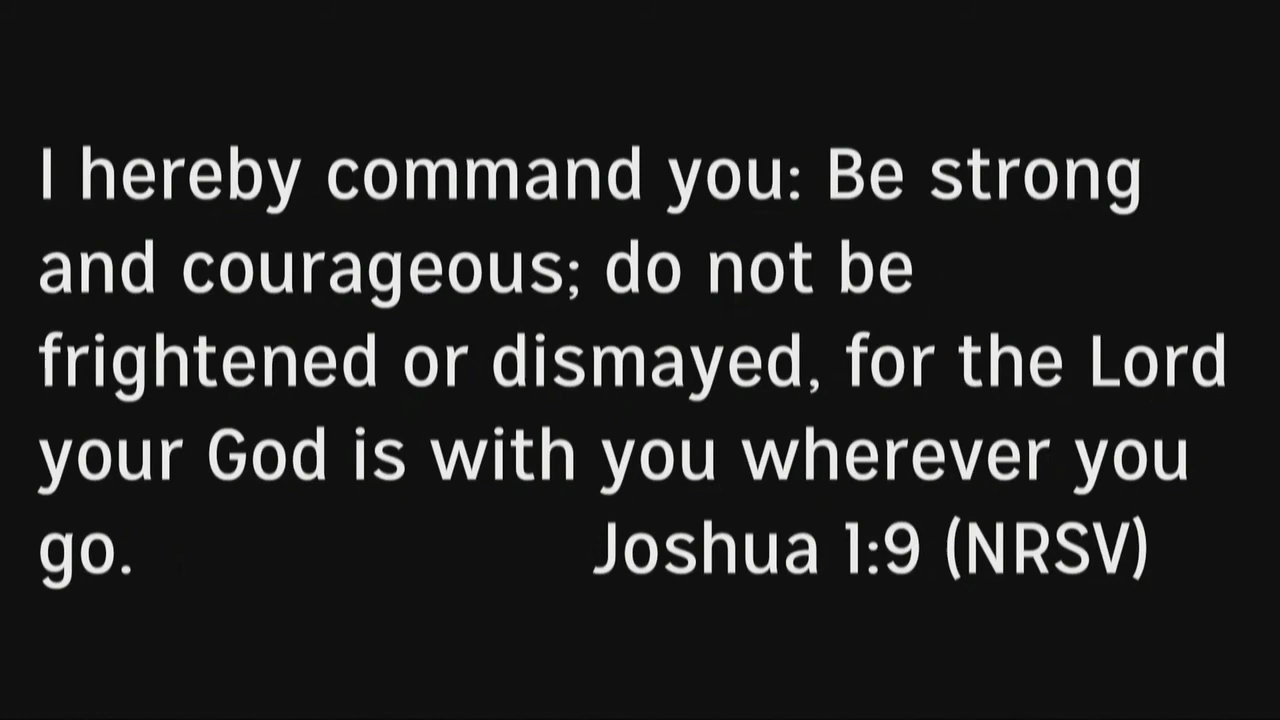 I hereby command you: Be strong
and courageous; do not be
frightened or dismayed, for the Lord
your God is with you wherever you
go. Joshua 1:9 (NRSV)